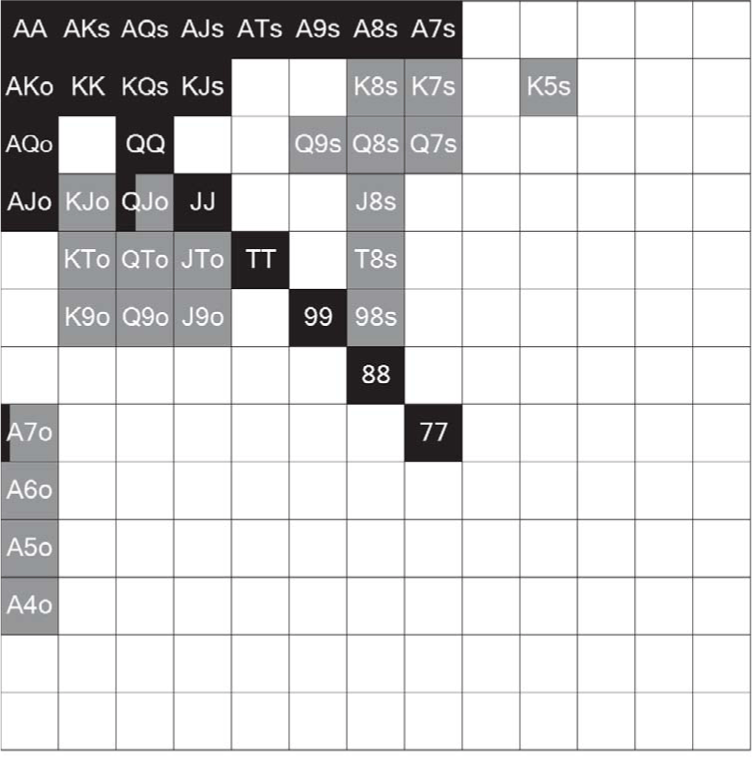 AA AKs AQs AJs ATs A9s A8s A7s
AKo KK KQs KJs K8s K7s K5s
AQo QQ Q9s Q8s Q7s
AJo KJo QJo JJ J8s
KTo QTo JTo TT T8s
K9o Q9o J9o 99 98s
88
A7o 77
A6o
A5o
A4o